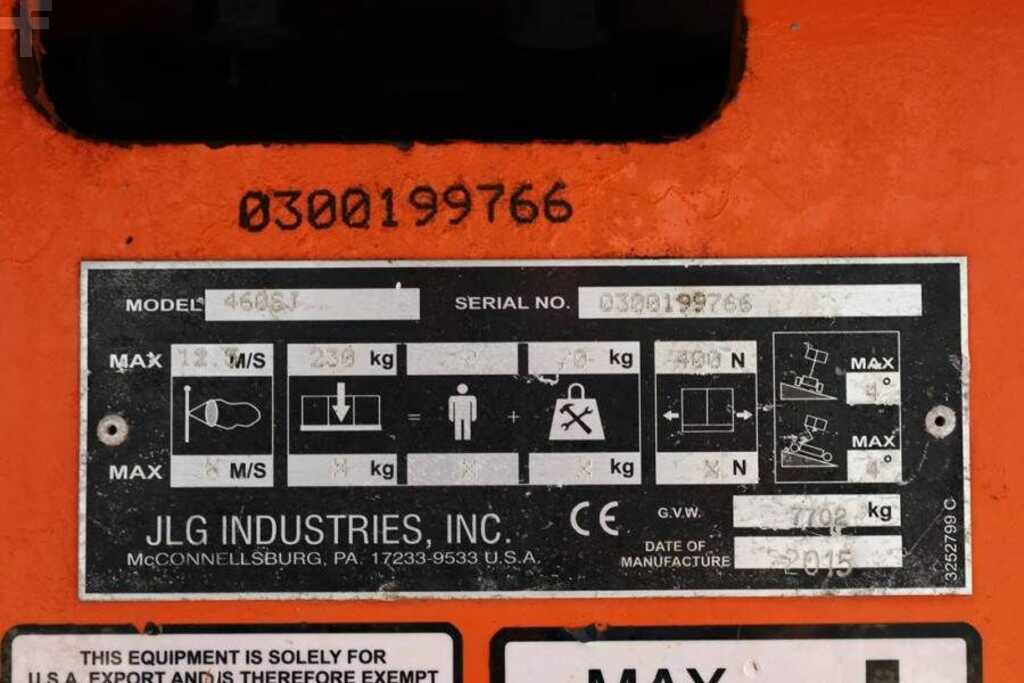 0300199766
MODEL 460SJ SERIAL NO. 0300199766
MAX M/S 230 kg kg 400 N MAX 4°
= +
MAX X M/S X kg X X kg X N MAX 4°
JLG INDUSTRIES, INC. CE G.V.W. 7702 kg
McCONNELLSBURG, PA. 17233-9533 U.S.A. DATE OF MANUFACTURE 2015
3252799 C
THIS EQUIPMENT IS SOLELY FOR
U.S.A. EXPORT AND IS THEREFORE EXEMPT
MAX